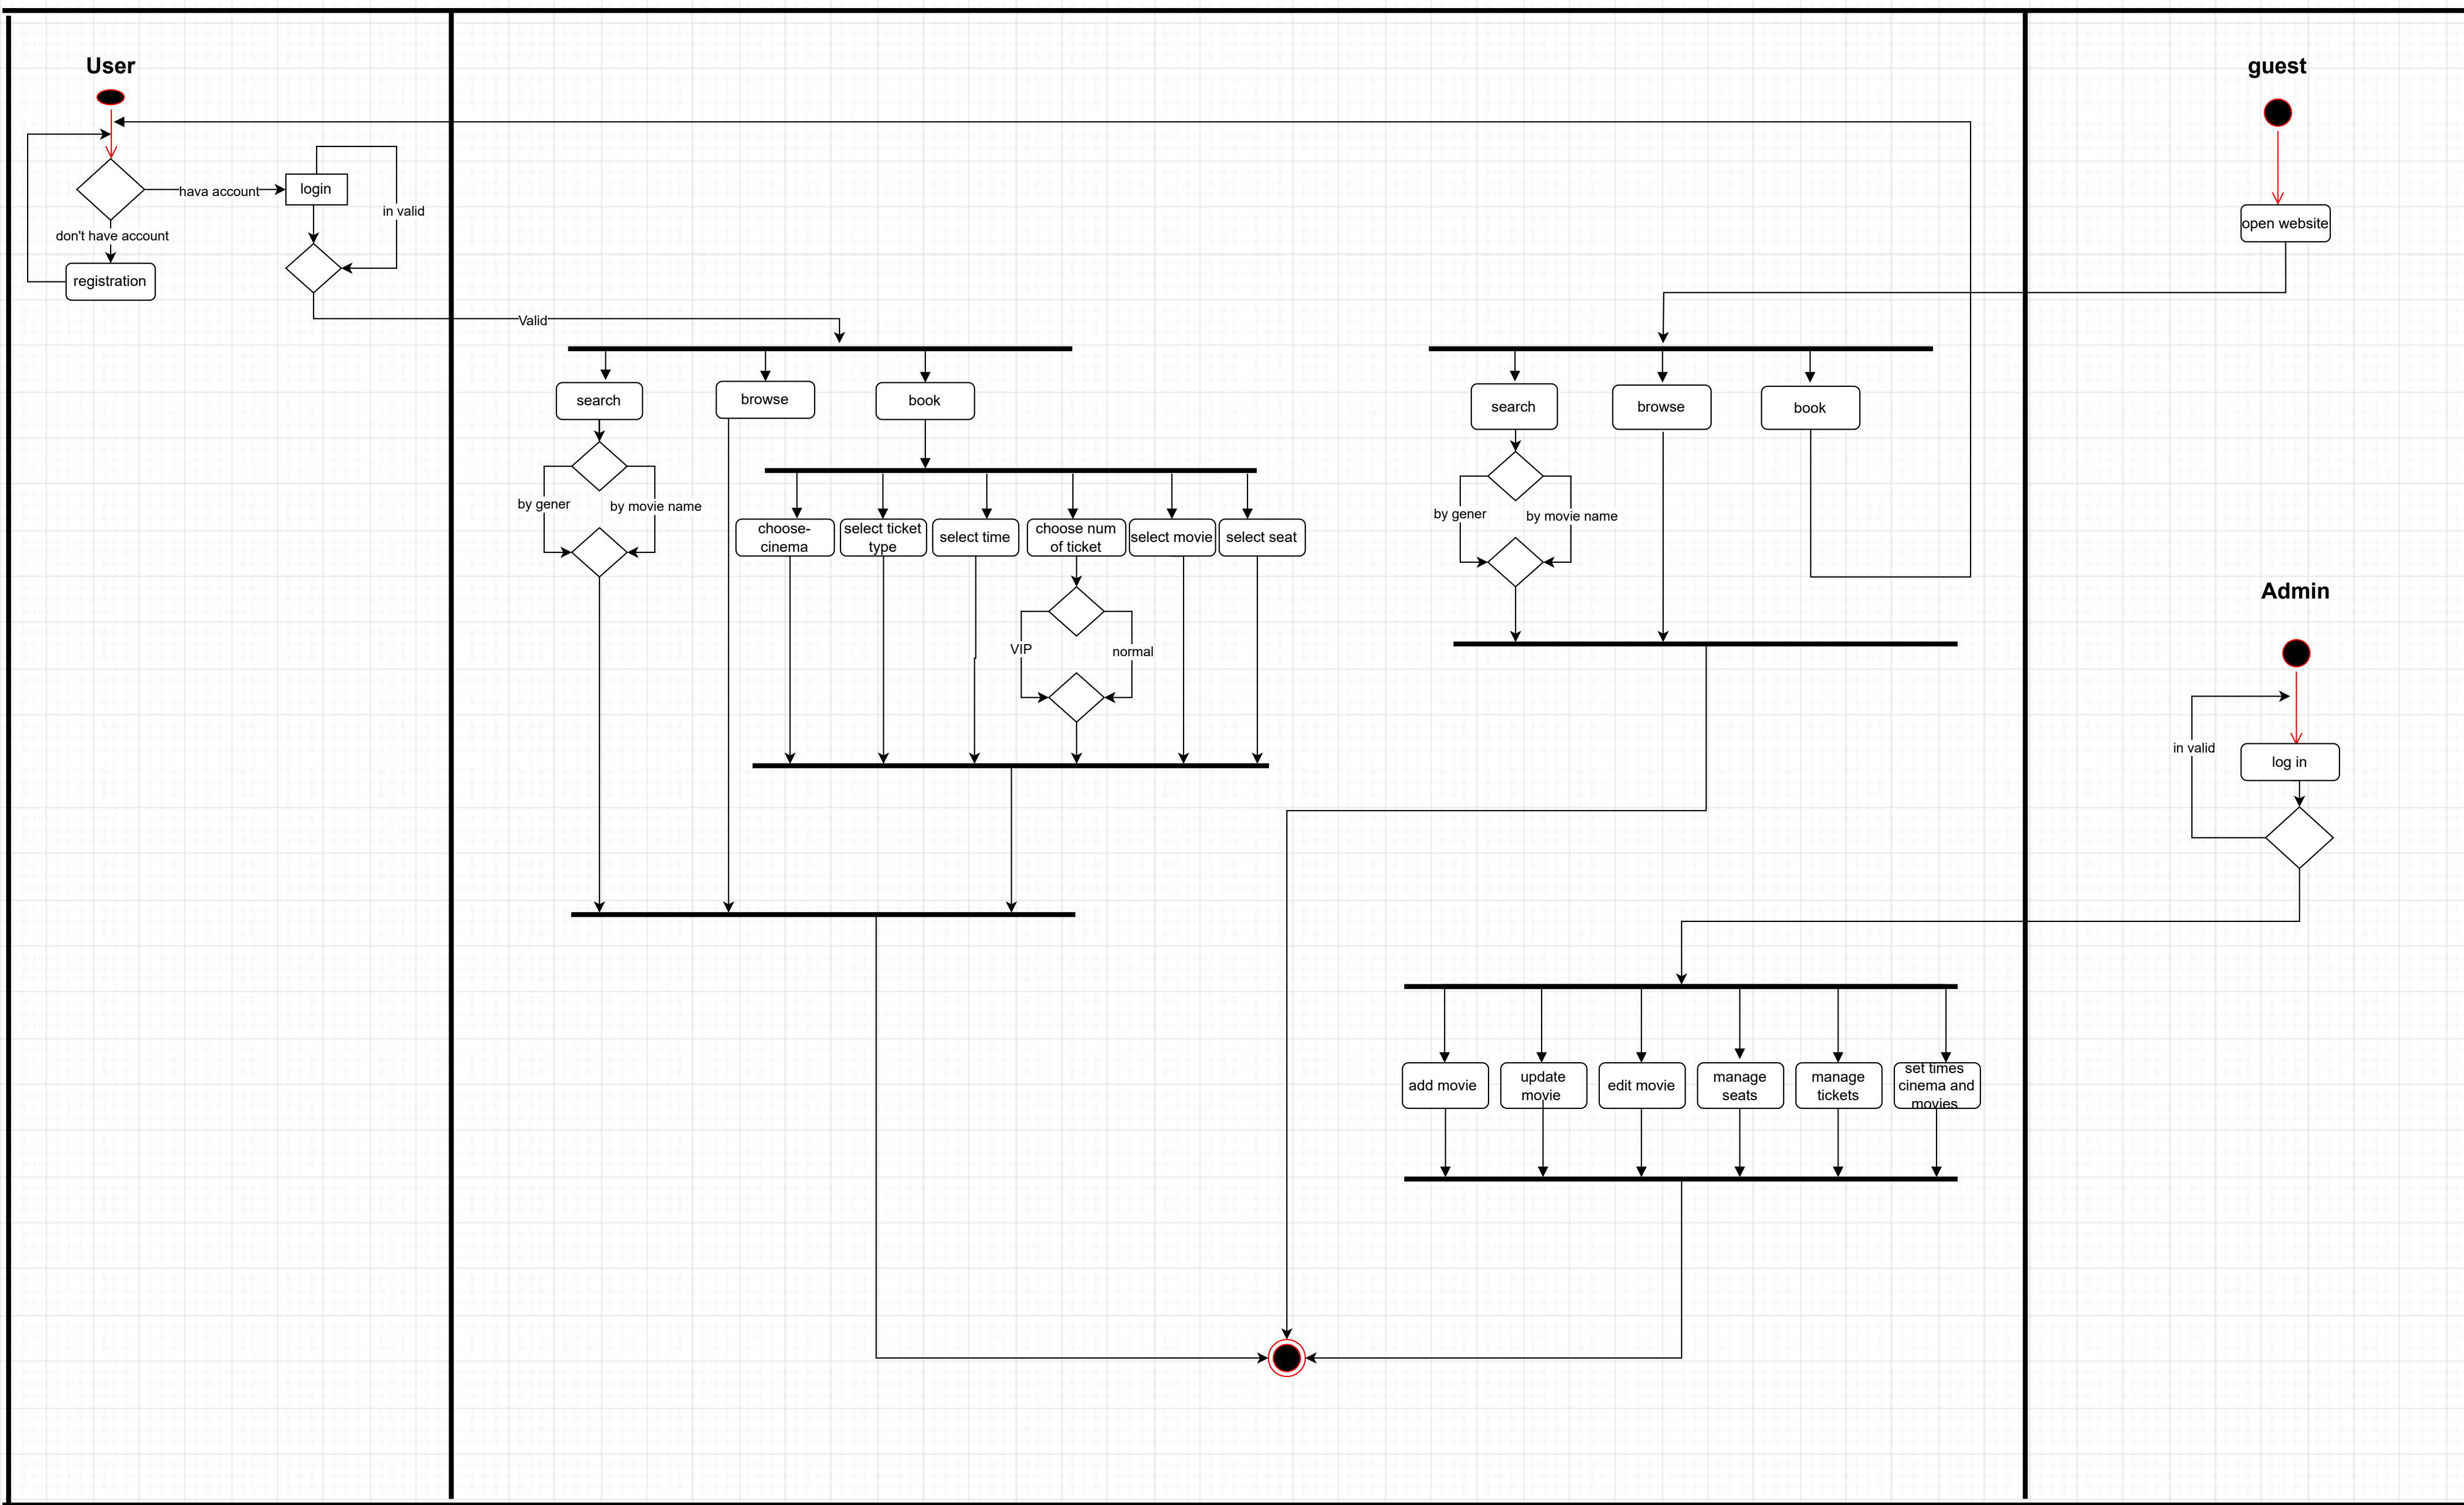 User
hava account
login
in valid
don't have account
registration
Valid
search
browse
book
by gener
by movie name
choose-
cinema
select ticket
type
select time
choose num
of ticket
select movie
select seat
VIP
normal
guest
open website
search
browse
book
by gener
by movie name
Admin
in valid
log in
add movie
update
movie
edit movie
manage
seats
manage
tickets
set times
cinema and
movies